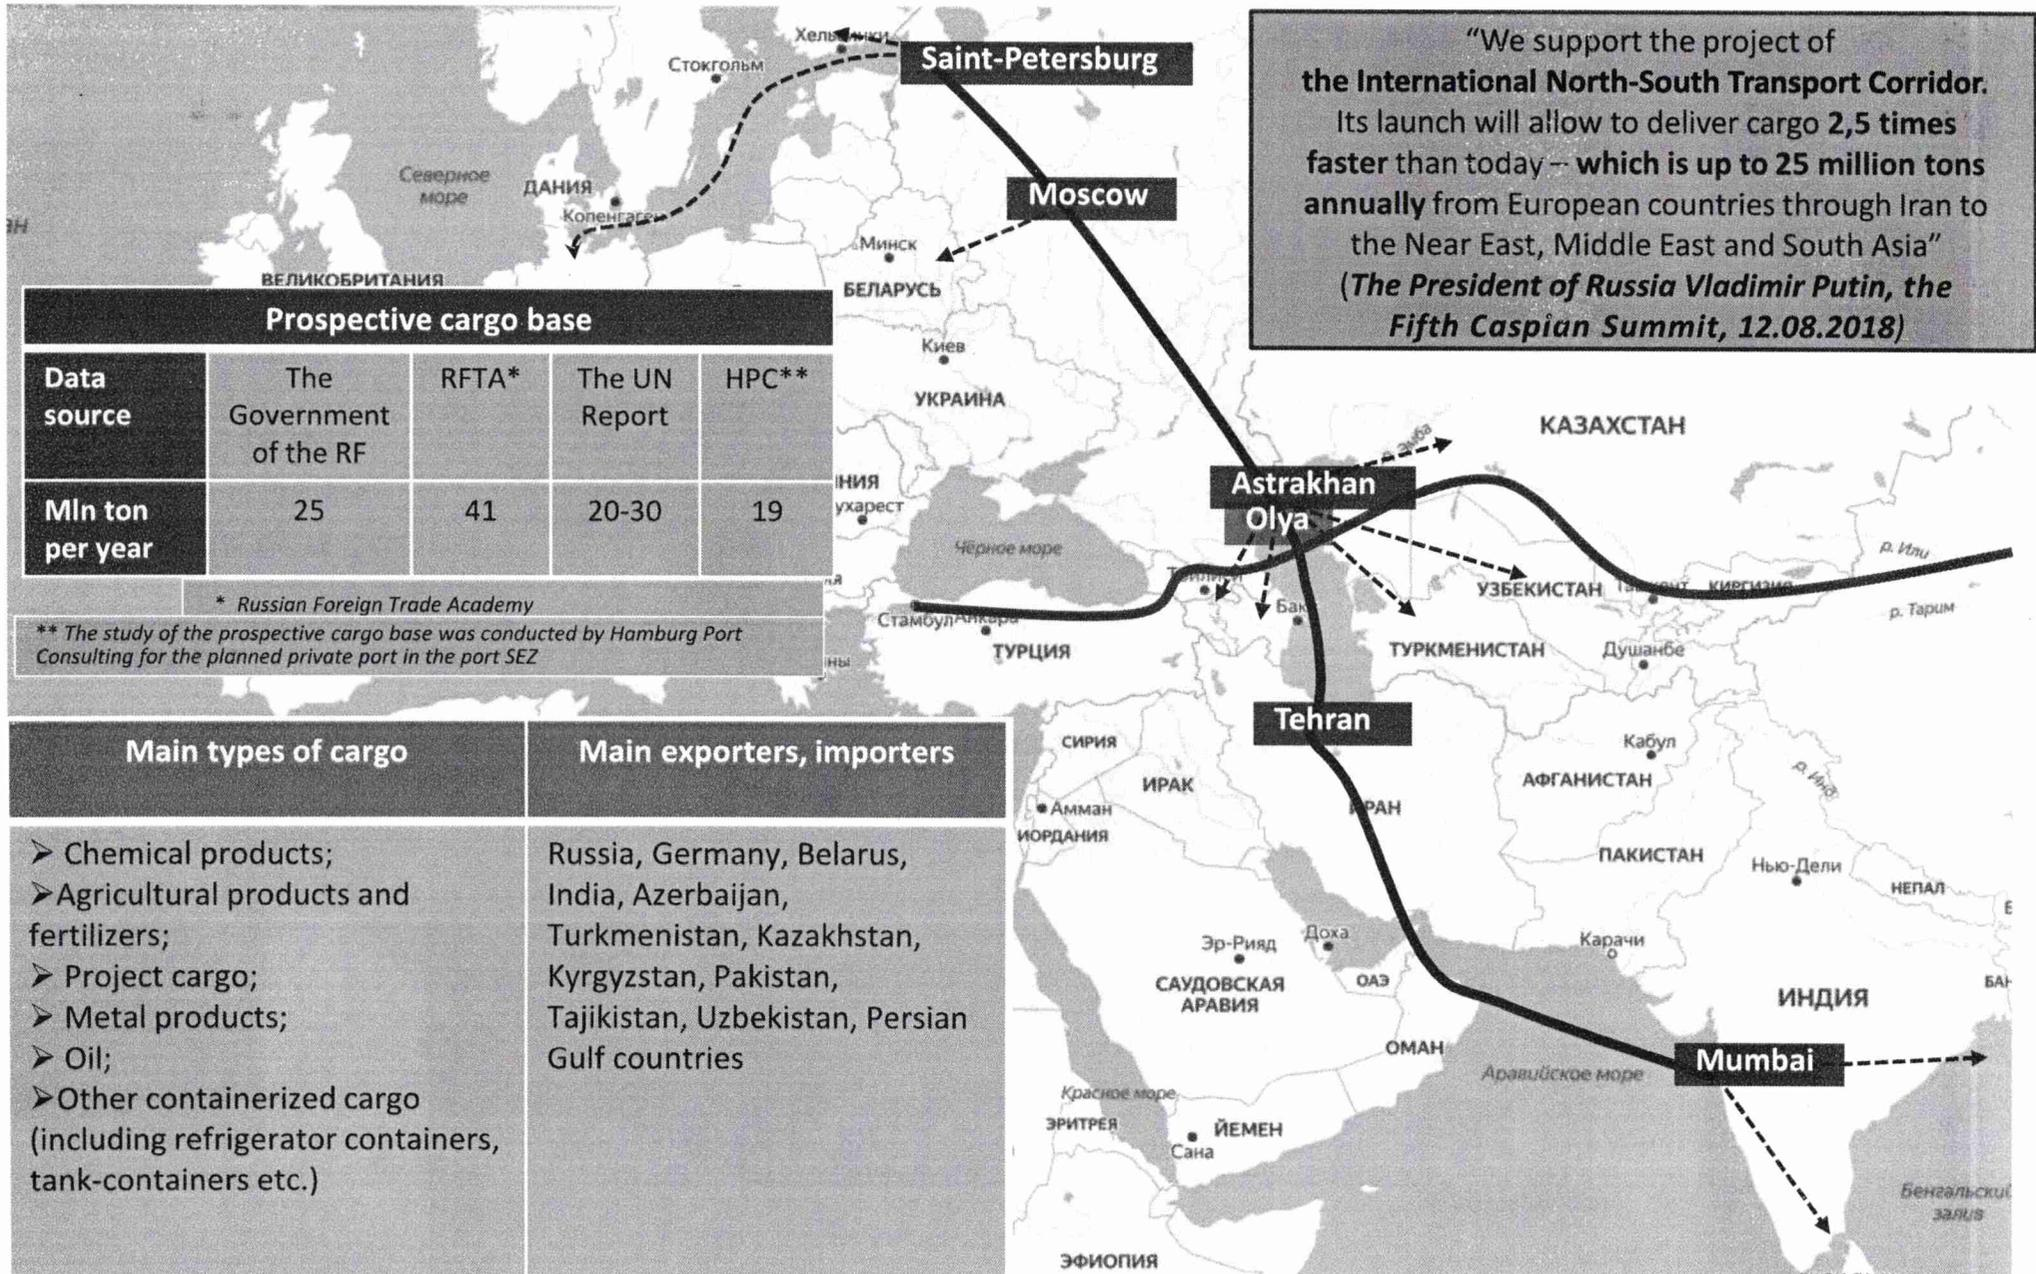 "We support the project of
the International North-South Transport Corridor.
Its launch will allow to deliver cargo 2,5 times
faster than today – which is up to 25 million tons
annually from European countries through Iran to
the Near East, Middle East and South Asia"
(The President of Russia Vladimir Putin, the
Fifth Caspian Summit, 12.08.2018)
Saint-Petersburg
Стокгольм
Moscow
Северное
море
ДАНИЯ
Минск
БЕЛАРУСЬ
ВЕЛИКОБРИТАНИЯ
Киев
УКРАИНА
КАЗАХСТАН
Эмба
Astrakhan
Olya
Чёрное море
р. Или
УЗБЕКИСТАН
КИРГИЗИЯ
р. Тарим
Стамбул
Анкара
ТУРЦИЯ
ТУРКМЕНИСТАН
Душанбе
Prospective cargo base
Data source
The Government of the RF
RFTA*
The UN Report
HPC**
Mln ton per year
25
41
20-30
19
* Russian Foreign Trade Academy
** The study of the prospective cargo base was conducted by Hamburg Port
Consulting for the planned private port in the port SEZ
Tehran
СИРИЯ
ИРАК
Кабул
АФГАНИСТАН
р. Инд
Амман
ИОРДАНИЯ
ИРАН
ПАКИСТАН
Нью-Дели
НЕПАЛ
Эр-Рияд
Доха
Карачи
САУДОВСКАЯ
АРАВИЯ
ОАЭ
ИНДИЯ
ОМАН
Аравийское море
Mumbai
Красное море
ЭРИТРЕЯ
ЙЕМЕН
Сана
Бенгальский
залив
ЭФИОПИЯ
Main types of cargo
Main exporters, importers
➢ Chemical products;
➢Agricultural products and
fertilizers;
➢ Project cargo;
➢ Metal products;
➢ Oil;
➢Other containerized cargo
(including refrigerator containers,
tank-containers etc.)
Russia, Germany, Belarus,
India, Azerbaijan,
Turkmenistan, Kazakhstan,
Kyrgyzstan, Pakistan,
Tajikistan, Uzbekistan, Persian
Gulf countries